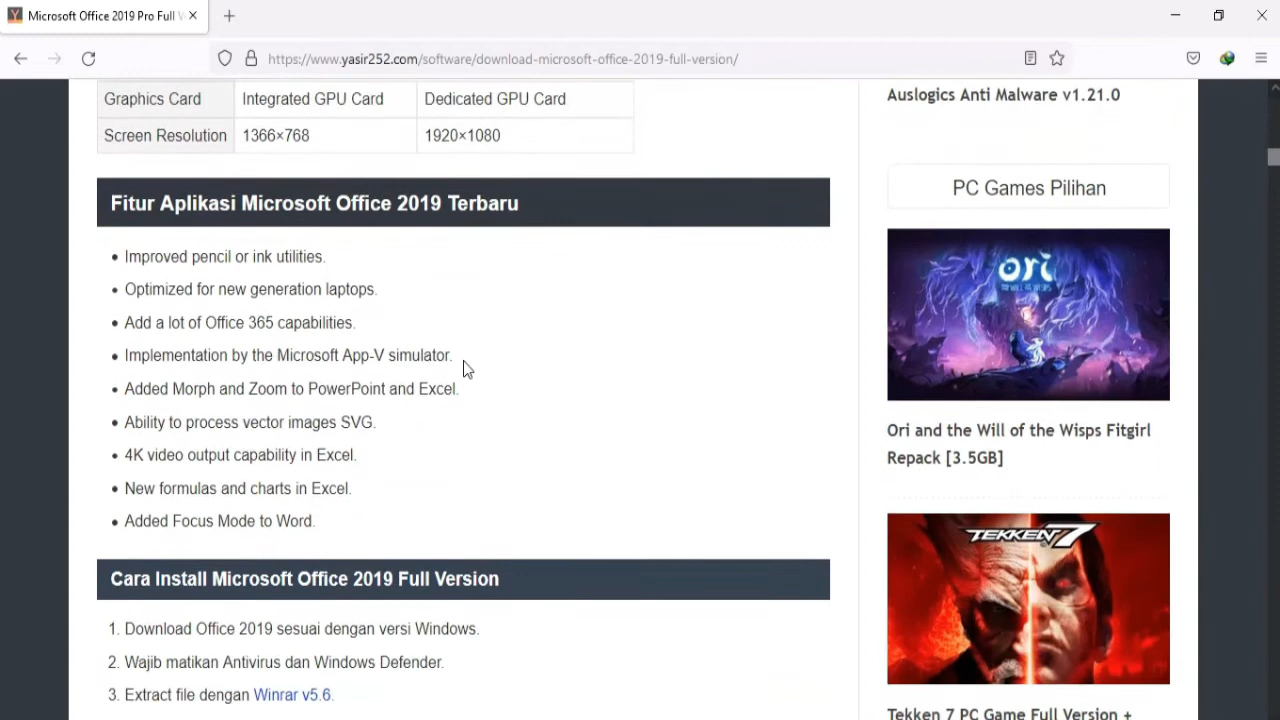 Microsoft Office 2019 Pro Full V
https://www.yasir252.com/software/download-microsoft-office-2019-full-version/
Graphics Card Integrated GPU Card Dedicated GPU Card
Screen Resolution 1366×768 1920×1080
Fitur Aplikasi Microsoft Office 2019 Terbaru
• Improved pencil or ink utilities.
• Optimized for new generation laptops.
• Add a lot of Office 365 capabilities.
• Implementation by the Microsoft App-V simulator.
• Added Morph and Zoom to PowerPoint and Excel.
• Ability to process vector images SVG.
• 4K video output capability in Excel.
• New formulas and charts in Excel.
• Added Focus Mode to Word.
Cara Install Microsoft Office 2019 Full Version
1. Download Office 2019 sesuai dengan versi Windows.
2. Wajib matikan Antivirus dan Windows Defender.
3. Extract file dengan Winrar v5.6.
Auslogics Anti Malware v1.21.0
PC Games Pilihan
ori
Ori and the Will of the Wisps Fitgirl
Repack [3.5GB]
TEKKEN 7
Tekken 7 PC Game Full Version +